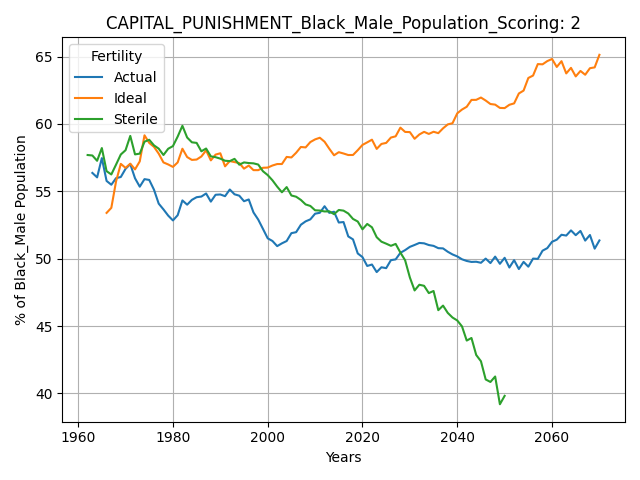 CAPITAL_PUNISHMENT_Black_Male_Population_Scoring: 2
65
60
55
50
45
40
% of Black_Male Population
Fertility
Actual
Ideal
Sterile
1960 1980 2000 2020 2040 2060
Years